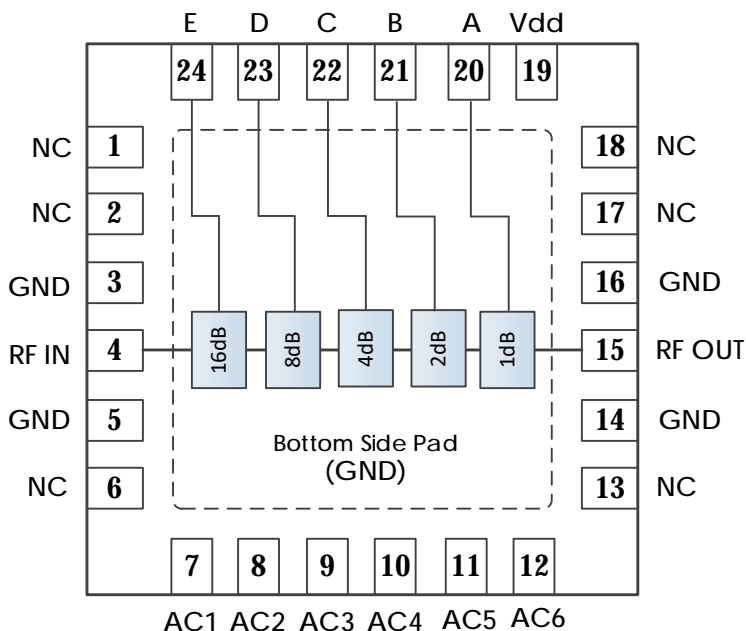 E D C B A Vdd
24 23 22 21 20 19
NC 1 18 NC
NC 2 17 NC
GND 3 16 GND
RF IN 4 16dB 8dB 4dB 2dB 1dB 15 RF OUT
GND 5 14 GND
Bottom Side Pad
(GND)
NC 6 13 NC
7 8 9 10 11 12
AC1 AC2 AC3 AC4 AC5 AC6